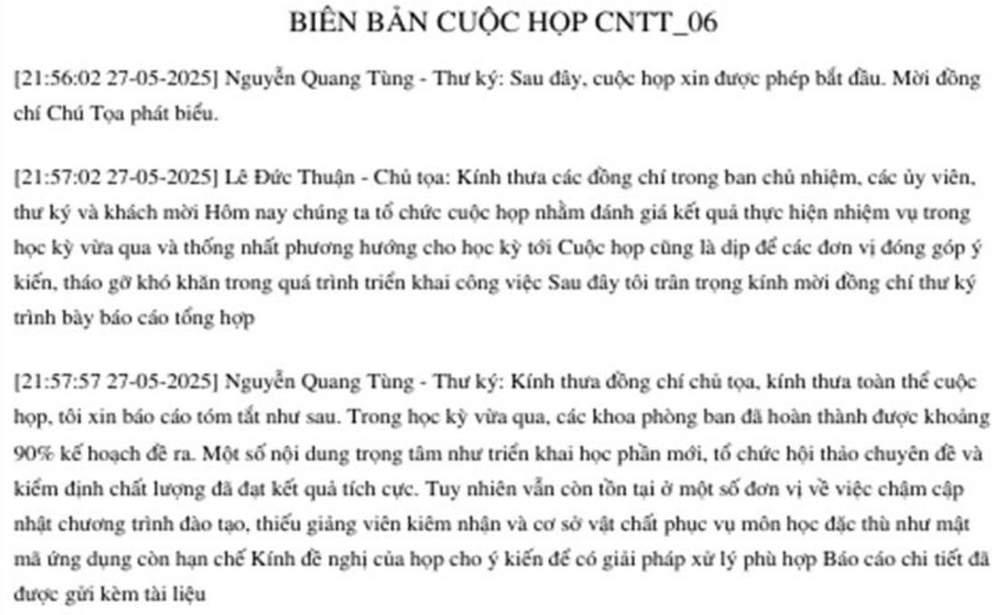 BIÊN BẢN CUỘC HỌP CNTT_06
[21:56:02 27-05-2025] Nguyễn Quang Tùng - Thư ký: Sau đây, cuộc họp xin được phép bắt đầu. Mời đồng
chí Chủ Tọa phát biểu.
[21:57:02 27-05-2025] Lê Đức Thuận - Chủ tọa: Kính thưa các đồng chí trong ban chủ nhiệm, các ủy viên,
thư ký và khách mời Hôm nay chúng ta tổ chức cuộc họp nhằm đánh giá kết quả thực hiện nhiệm vụ trong
học kỳ vừa qua và thống nhất phương hướng cho học kỳ tới Cuộc họp cũng là dịp để các đơn vị đóng góp ý
kiến, tháo gỡ khó khăn trong quá trình triển khai công việc Sau đây tôi trân trọng kính mời đồng chí thư ký
trình bày báo cáo tổng hợp
[21:57:57 27-05-2025] Nguyễn Quang Tùng - Thư ký: Kính thưa đồng chí chủ tọa, kính thưa toàn thể cuộc
họp, tôi xin báo cáo tóm tắt như sau. Trong học kỳ vừa qua, các khoa phòng ban đã hoàn thành được khoảng
90% kế hoạch đề ra. Một số nội dung trọng tâm như triển khai học phần mới, tổ chức hội thảo chuyên đề và
kiểm định chất lượng đã đạt kết quả tích cực. Tuy nhiên vẫn còn tồn tại ở một số đơn vị về việc chậm cập
nhật chương trình đào tạo, thiếu giảng viên kiêm nhận và cơ sở vật chất phục vụ môn học đặc thù như mật
mã ứng dụng còn hạn chế Kính đề nghị của họp cho ý kiến để có giải pháp xử lý phù hợp Báo cáo chi tiết đã
được gửi kèm tài liệu